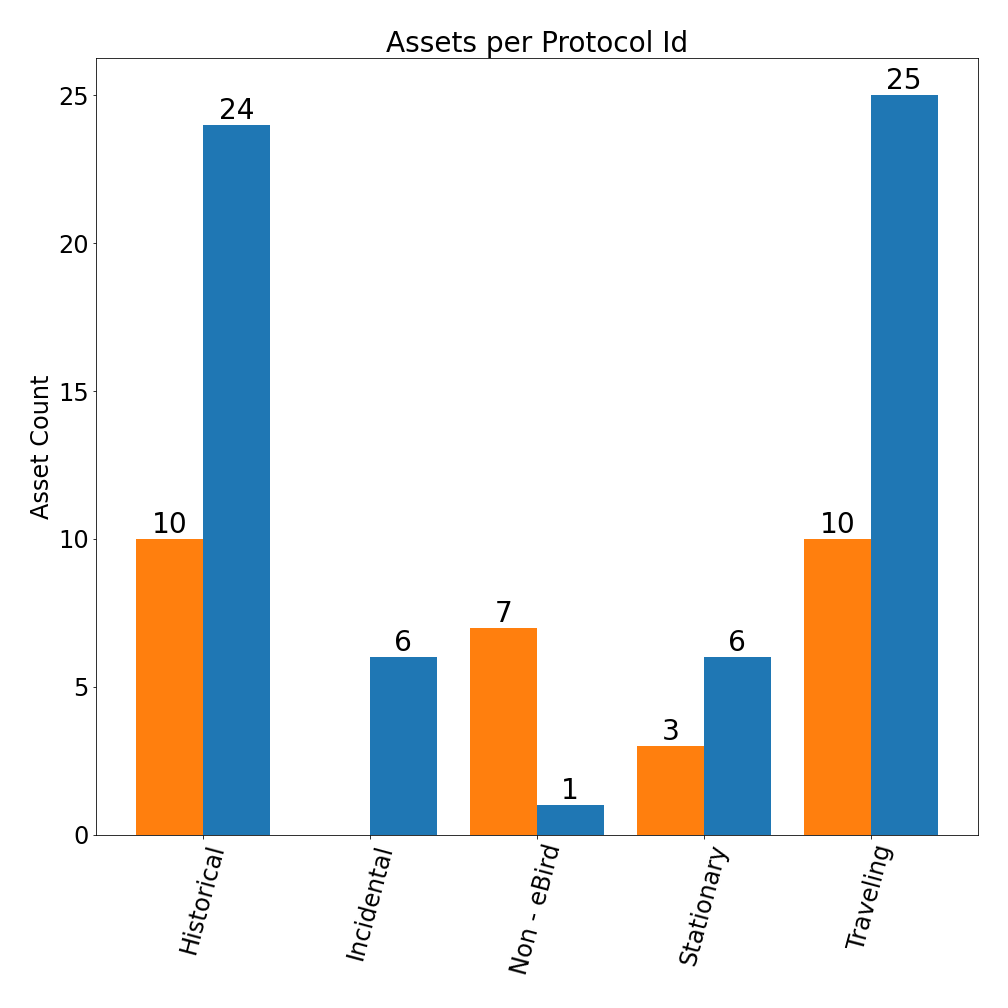 Assets per Protocol Id
Asset Count
25
20
15
10
5
0
10
24
6
7
1
3
6
10
25
Historical
Incidental
Non - eBird
Stationary
Traveling